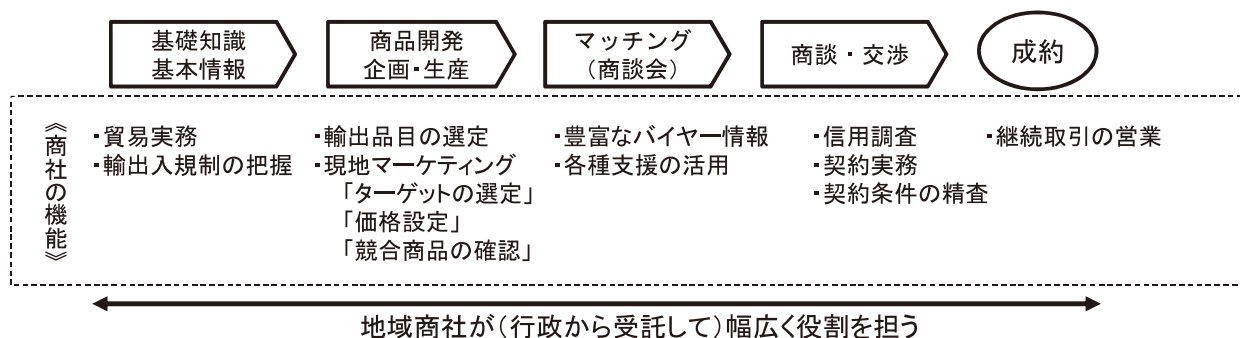 基礎知識
基本情報
商品開発
企画・生産
マッチング
（商談会）
商談・交渉
成約
《商社の機能》
・貿易実務
・輸出入規制の把握
・輸出品目の選定
・現地マーケティング
「ターゲットの選定」
「価格設定」
「競合商品の確認」
・豊富なバイヤー情報
・各種支援の活用
・信用調査
・契約実務
・契約条件の精査
・継続取引の営業
地域商社が（行政から受託して）幅広く役割を担う